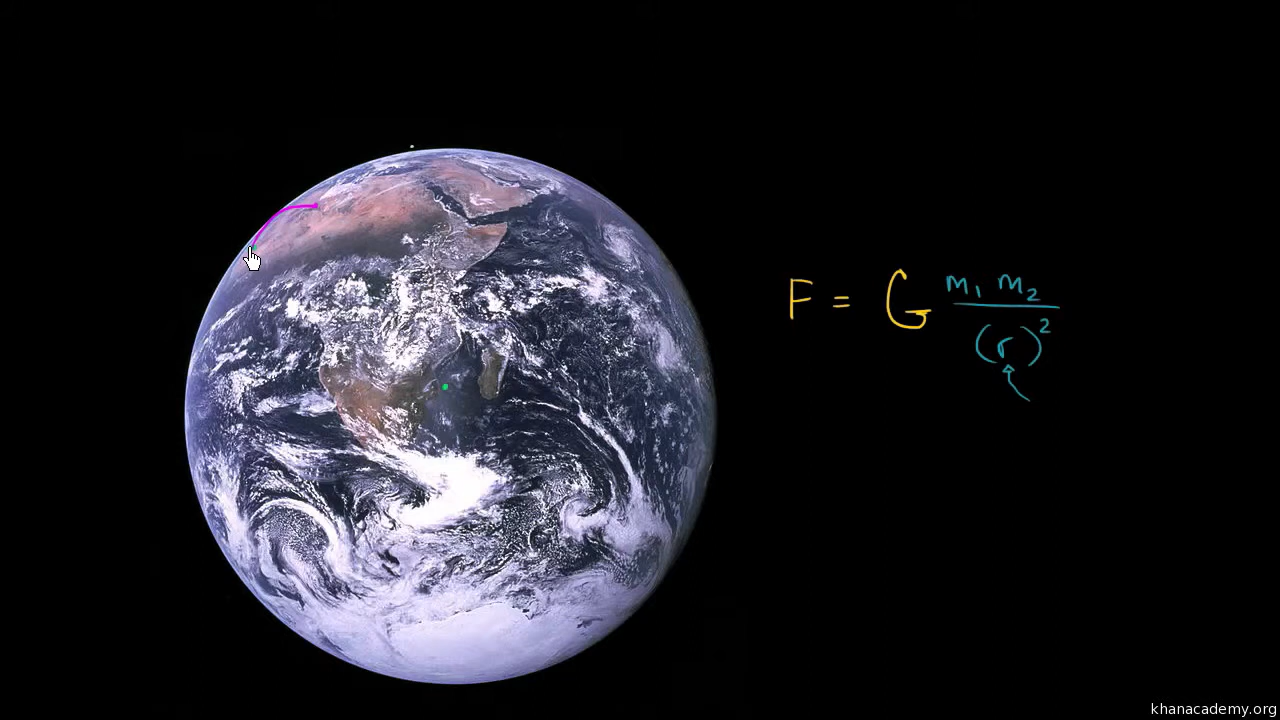 F = G m₁ m₂ / (r)²
khanacademy.org